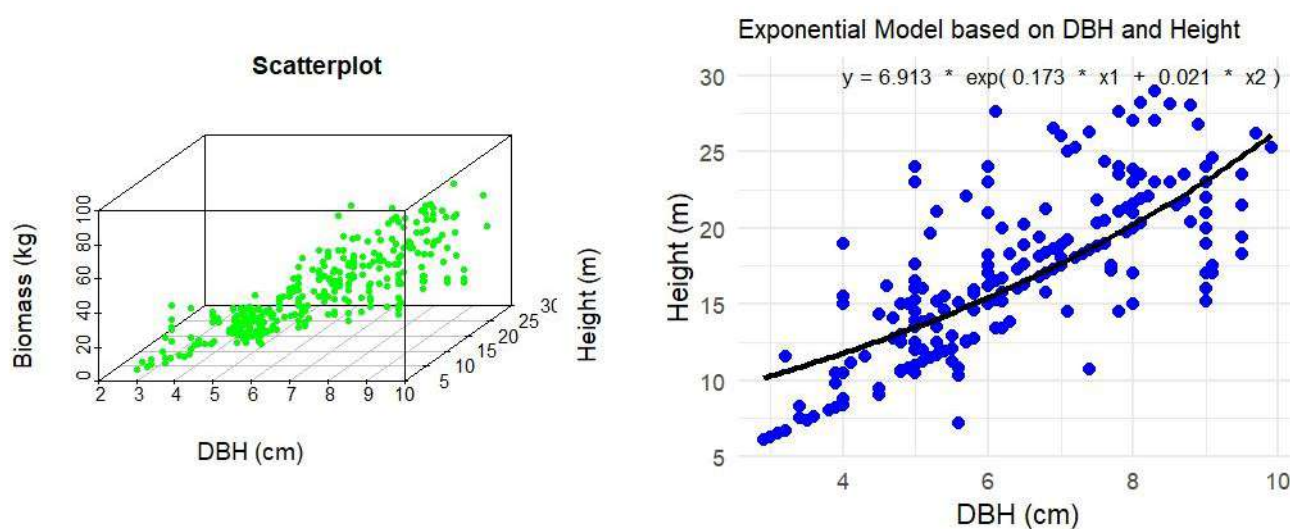 Scatterplot
Biomass (kg)
100
80
60
40
20
0
2 3 4 5 6 7 8 9 10
DBH (cm)
5
10
15
20
25
30
Height (m)
Exponential Model based on DBH and Height
y = 6.913 * exp( 0.173 * x1 + 0.021 * x2 )
Height (m)
30
25
20
15
10
5
4 6 8 10
DBH (cm)